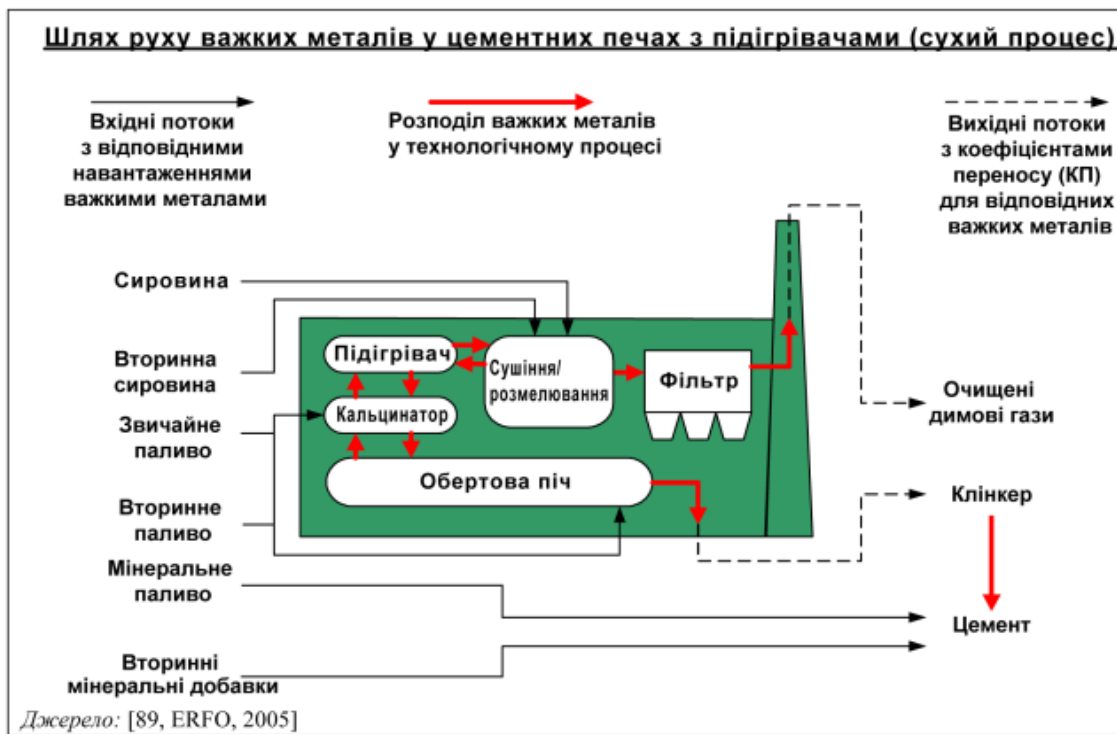 Шлях руху важких металів у цементних печах з підігрівачами (сухий процес)
Вхідні потоки
з відповідними
навантаженнями
важкими металами
Розподіл важких металів
у технологічному процесі
Вихідні потоки
з коефіцієнтами
переносу (КП)
для відповідних
важких металів
Сировина
Вторинна
сировина
Звичайне
паливо
Вторинне
паливо
Мінеральне
паливо
Вторинні
мінеральні добавки
Підігрівач
Кальцинатор
Сушіння/
розмелювання
Фільтр
Обертова піч
Очищені
димові гази
Клінкер
Цемент
Джерело: [89, ERFO, 2005]